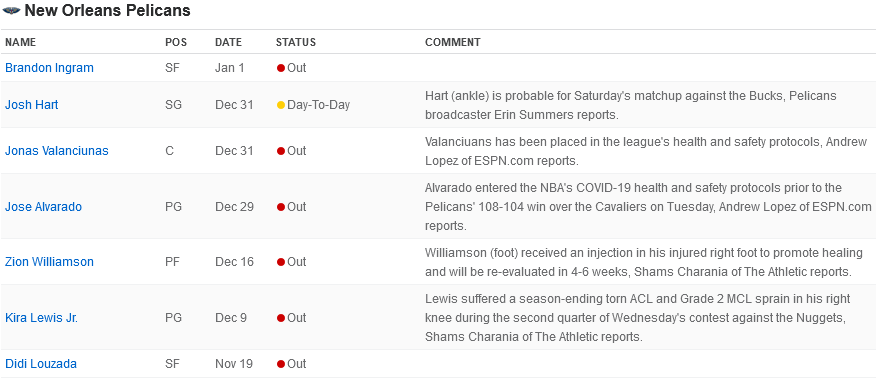 New Orleans Pelicans
NAME POS DATE STATUS COMMENT
Brandon Ingram SF Jan 1 Out
Josh Hart SG Dec 31 Day-To-Day Hart (ankle) is probable for Saturday's matchup against the Bucks, Pelicans
broadcaster Erin Summers reports.
Jonas Valanciunas C Dec 31 Out Valanciuans has been placed in the league's health and safety protocols, Andrew
Lopez of ESPN.com reports.
Jose Alvarado PG Dec 29 Out Alvarado entered the NBA's COVID-19 health and safety protocols prior to the
Pelicans' 108-104 win over the Cavaliers on Tuesday, Andrew Lopez of ESPN.com
reports.
Zion Williamson PF Dec 16 Out Williamson (foot) received an injection in his injured right foot to promote healing
and will be re-evaluated in 4-6 weeks, Shams Charania of The Athletic reports.
Kira Lewis Jr. PG Dec 9 Out Lewis suffered a season-ending torn ACL and Grade 2 MCL sprain in his right
knee during the second quarter of Wednesday's contest against the Nuggets,
Shams Charania of The Athletic reports.
Didi Louzada SF Nov 19 Out